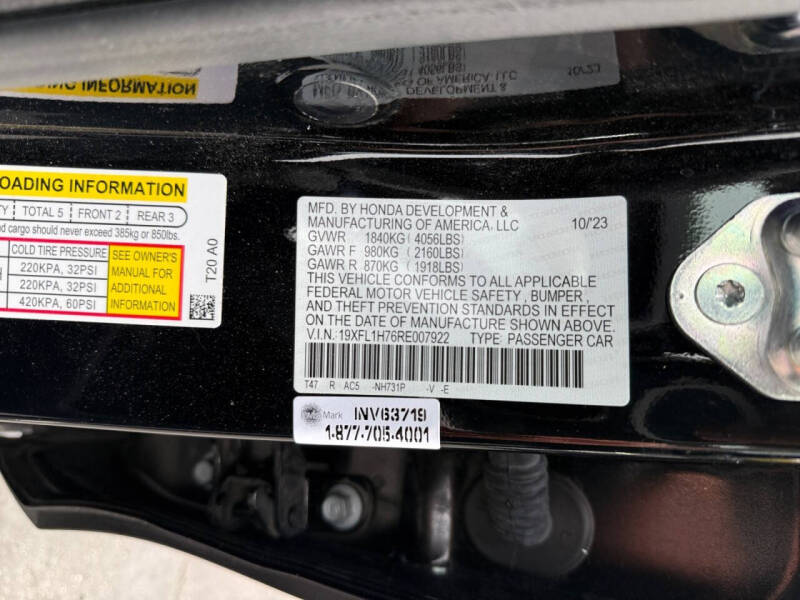 OADING INFORMATION
TOTAL 5 FRONT 2 REAR 3
nd cargo should never exceed 385kg or 850lbs.
COLD TIRE PRESSURE
220KPA, 32PSI
220KPA, 32PSI
420KPA, 60PSI
SEE OWNER'S
MANUAL FOR
ADDITIONAL
INFORMATION
T20 A0
MFD. BY HONDA DEVELOPMENT &
MANUFACTURING OF AMERICA, LLC 10/'23
GVWR 1840KG ( 4056LBS)
GAWR F 980KG ( 2160LBS)
GAWR R 870KG ( 1918LBS)
THIS VEHICLE CONFORMS TO ALL APPLICABLE
FEDERAL MOTOR VEHICLE SAFETY , BUMPER ,
AND THEFT PREVENTION STANDARDS IN EFFECT
ON THE DATE OF MANUFACTURE SHOWN ABOVE.
V.I.N.: 19XFL1H76RE007922 TYPE: PASSENGER CAR
T47 R AC5 -NH731P -V -E
Mark INV63719
1-877-705-4001